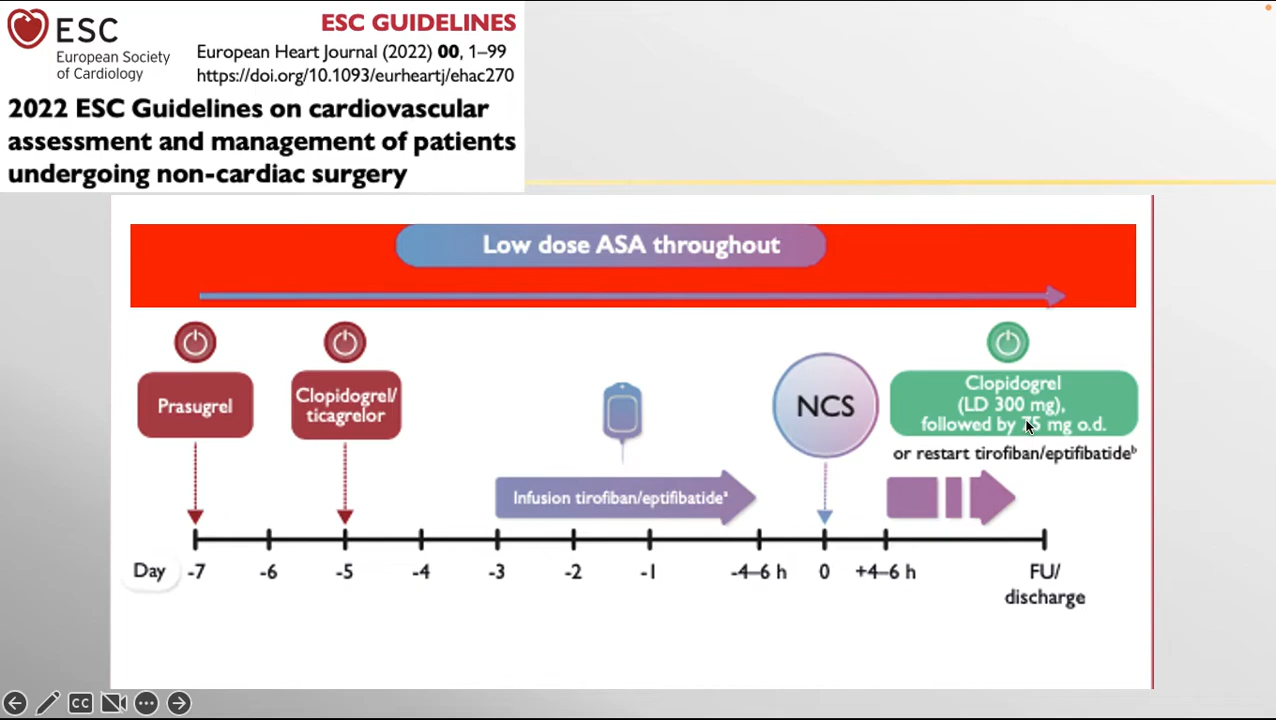 ESC
European Society
of Cardiology
ESC GUIDELINES
European Heart Journal (2022) 00, 1–99
https://doi.org/10.1093/eurheartj/ehac270
2022 ESC Guidelines on cardiovascular
assessment and management of patients
undergoing non-cardiac surgery
Low dose ASA throughout
Prasugrel
Clopidogrel/
ticagrelor
NCS
Clopidogrel
(LD 300 mg),
followed by 75 mg o.d.
or restart tirofiban/eptifibatideᵇ
Infusion tirofiban/eptifibatideᵃ
Day -7 -6 -5 -4 -3 -2 -1 -4–6 h 0 +4–6 h FU/
discharge
CC